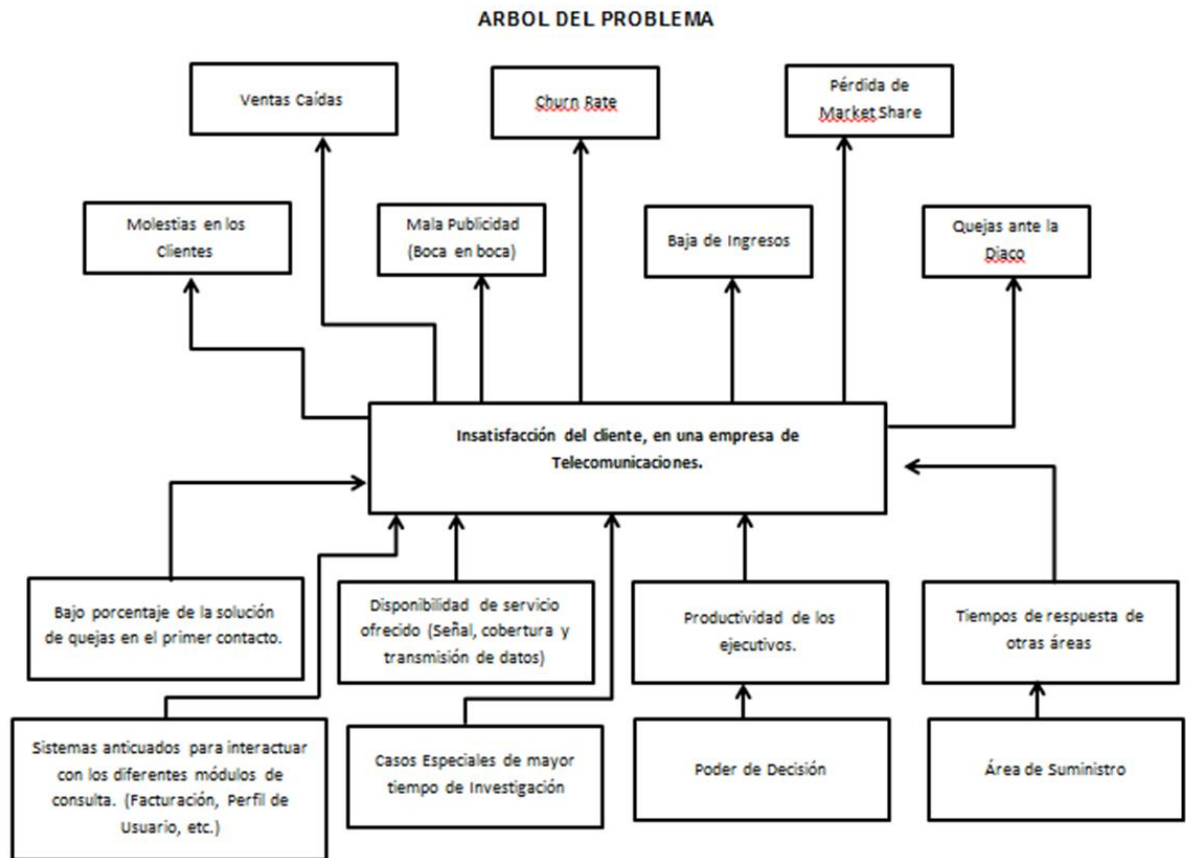 ARBOL DEL PROBLEMA
Ventas Caídas
Churn Rate
Pérdida de
Market Share
Molestias en los
Clientes
Mala Publicidad
(Boca en boca)
Baja de Ingresos
Quejas ante la
Diaco
Insatisfacción del cliente, en una empresa de
Telecomunicaciones.
Bajo porcentaje de la solución
de quejas en el primer contacto.
Disponibilidad de servicio
ofrecido (Señal, cobertura y
transmisión de datos)
Productividad de los
ejecutivos.
Tiempos de respuesta de
otras áreas
Sistemas anticuados para interactuar
con los diferentes módulos de
consulta. (Facturación, Perfil de
Usuario, etc.)
Casos Especiales de mayor
tiempo de Investigación
Poder de Decisión
Área de Suministro